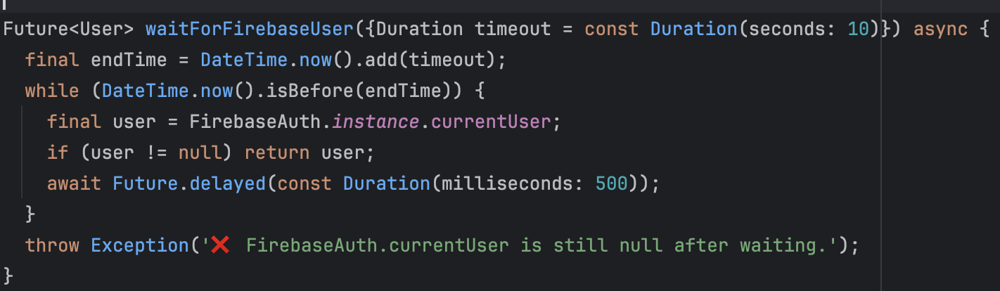 Future<User> waitForFirebaseUser({Duration timeout = const Duration(seconds: 10)}) async {
  final endTime = DateTime.now().add(timeout);
  while (DateTime.now().isBefore(endTime)) {
    final user = FirebaseAuth.instance.currentUser;
    if (user != null) return user;
    await Future.delayed(const Duration(milliseconds: 500));
  }
  throw Exception('❌ FirebaseAuth.currentUser is still null after waiting.');
}